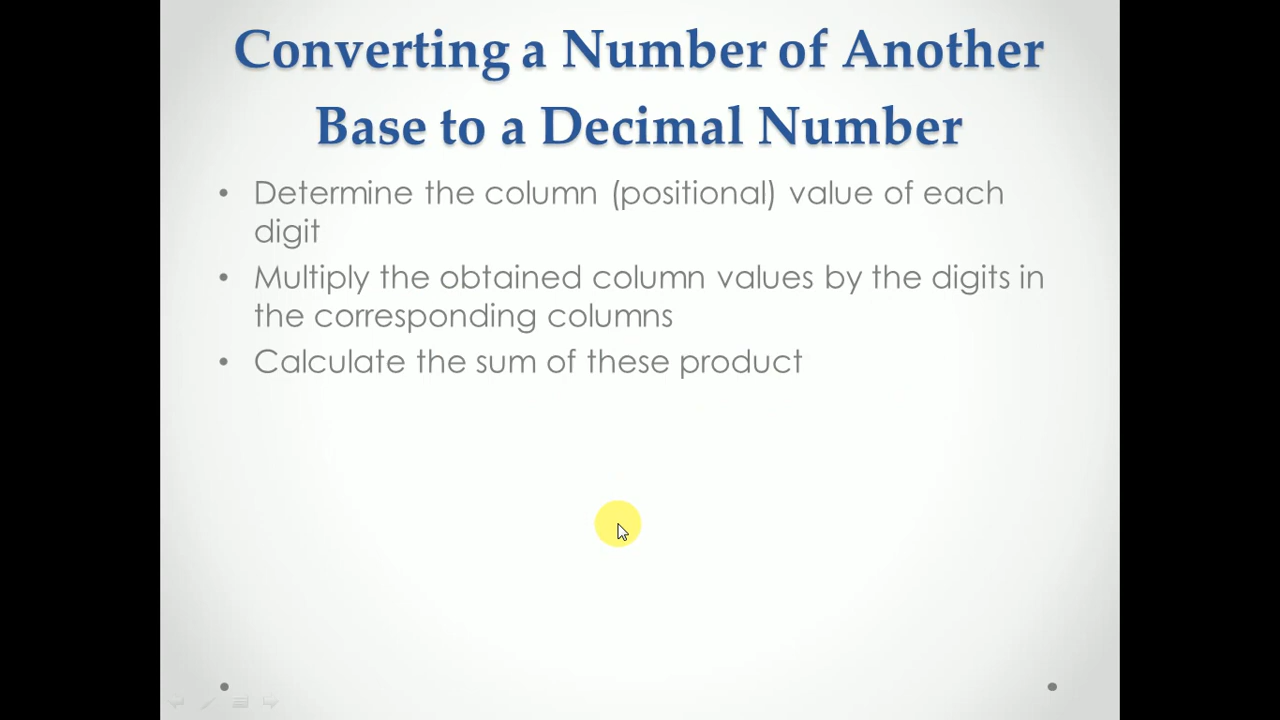 Converting a Number of Another
Base to a Decimal Number
• Determine the column (positional) value of each
digit
• Multiply the obtained column values by the digits in
the corresponding columns
• Calculate the sum of these product